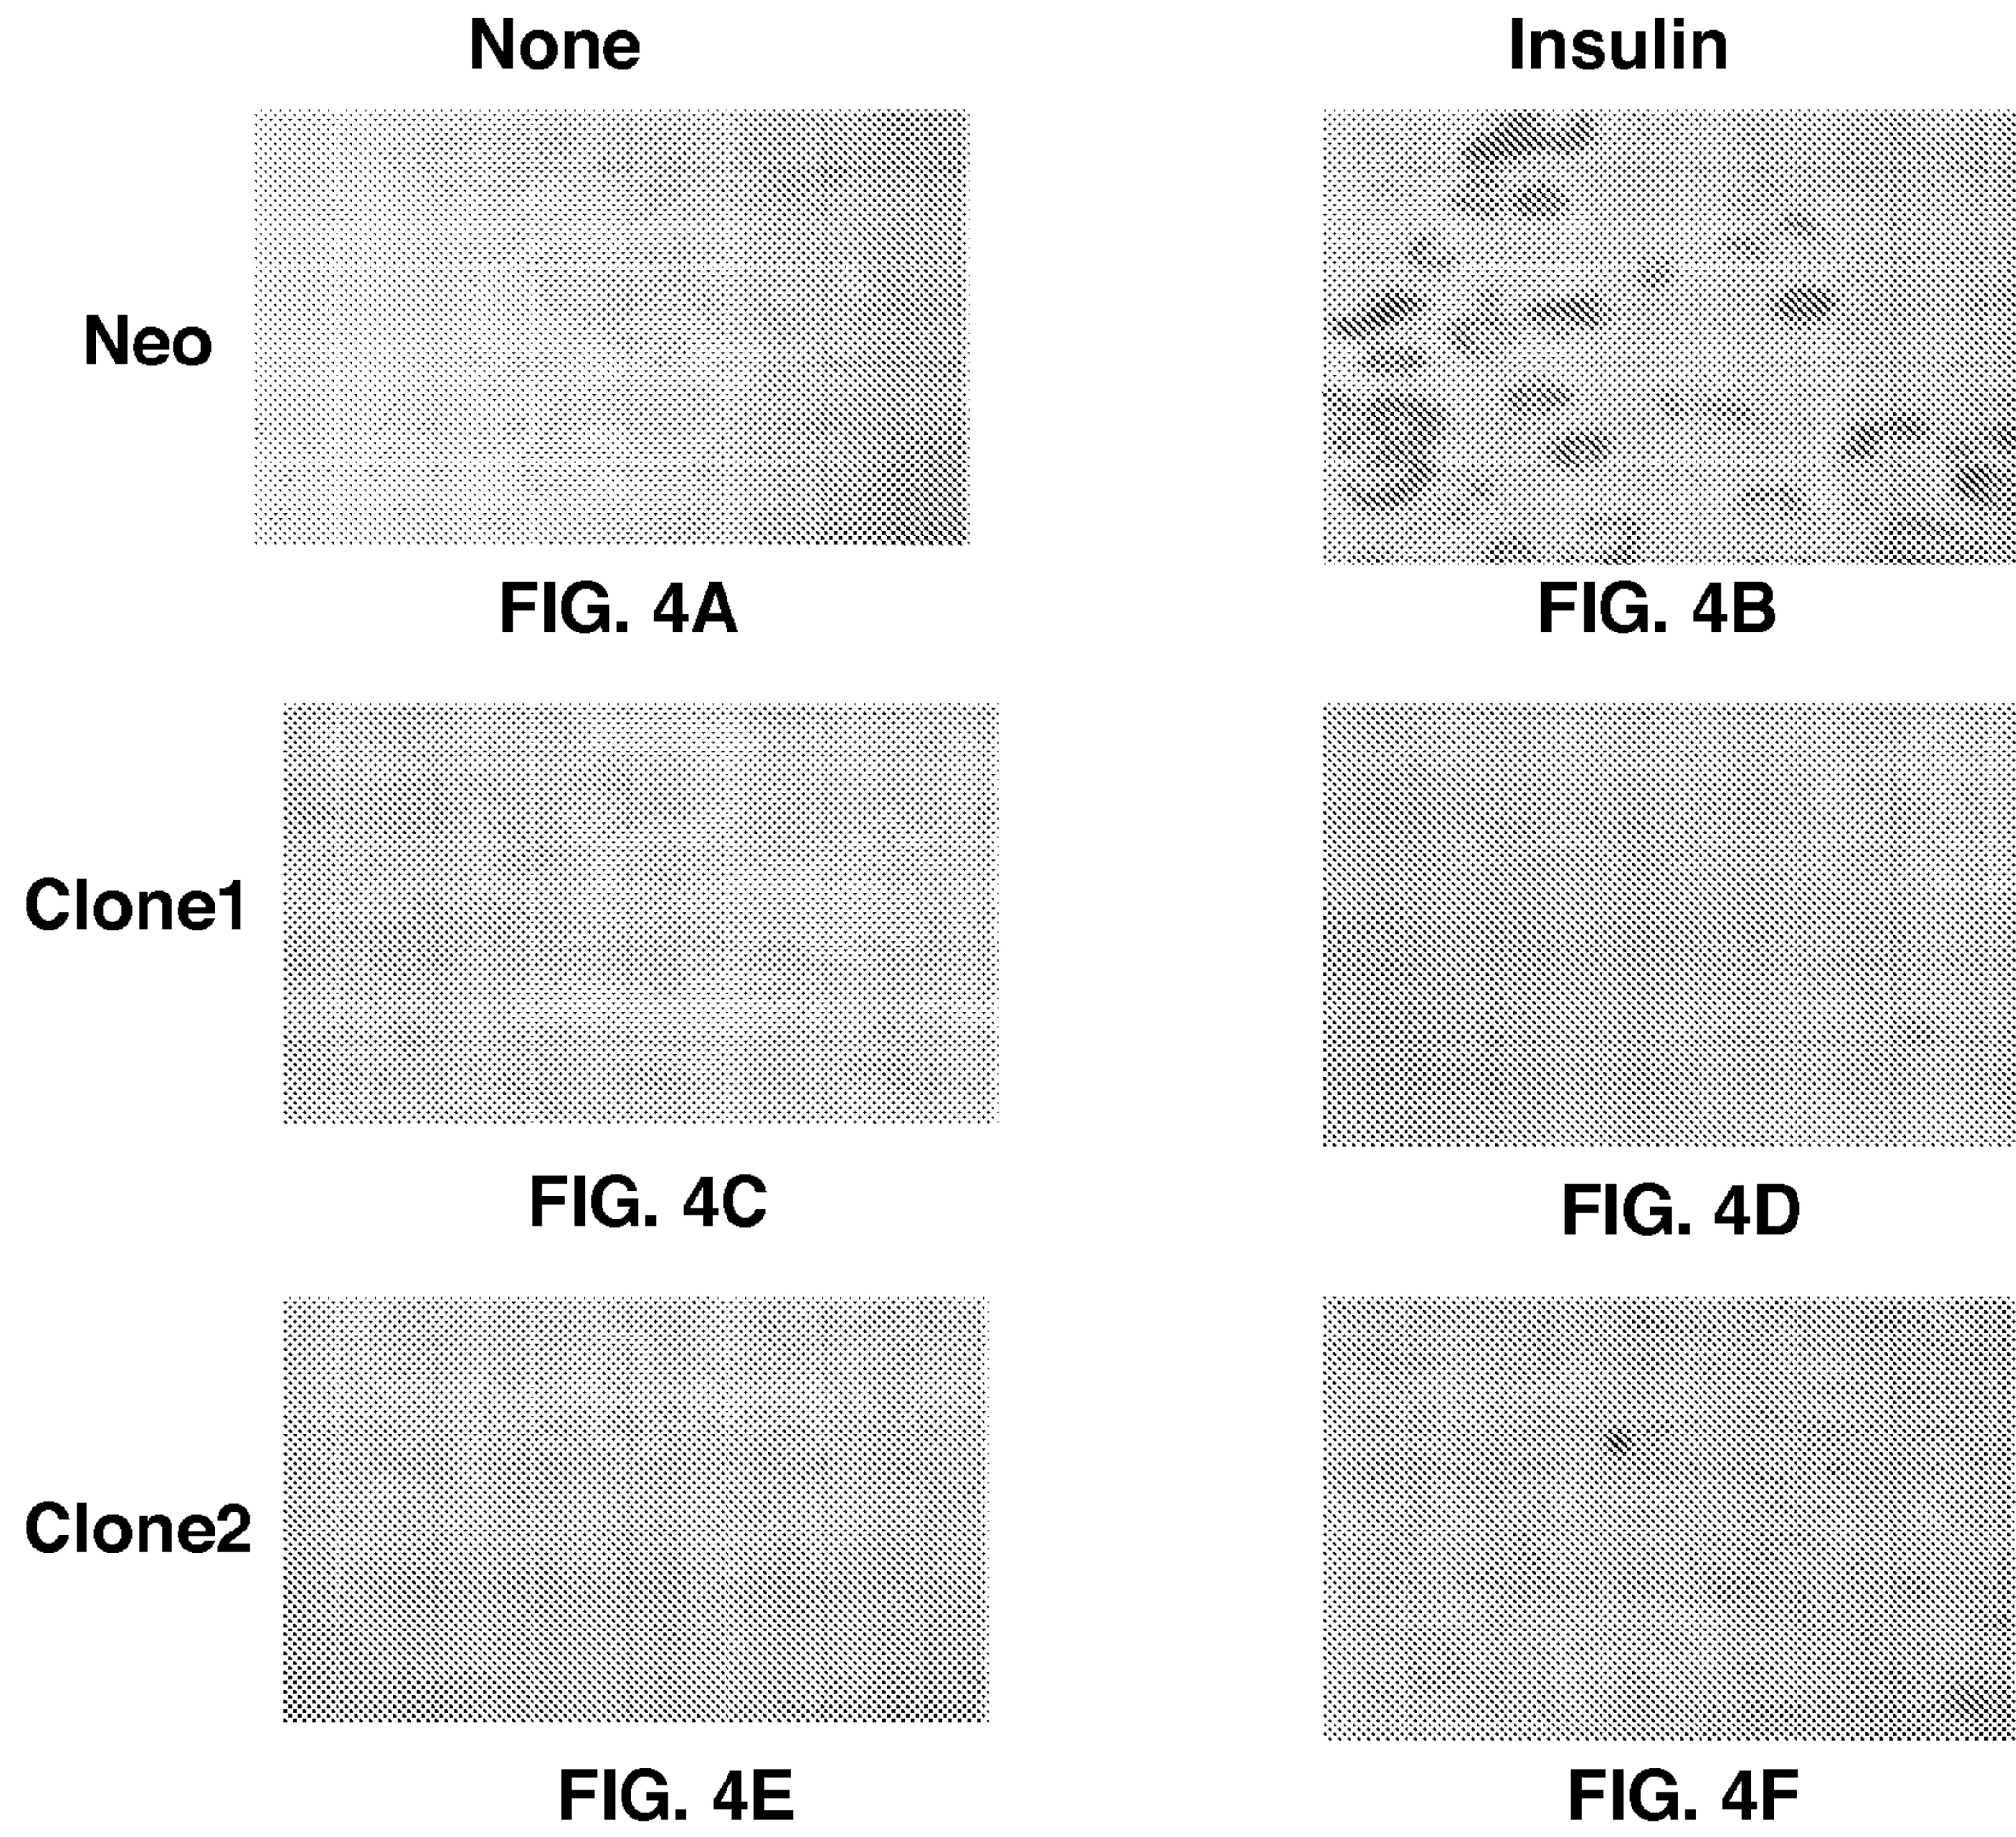 None Insulin
Neo
FIG. 4A FIG. 4B
Clone1
FIG. 4C FIG. 4D
Clone2
FIG. 4E FIG. 4F